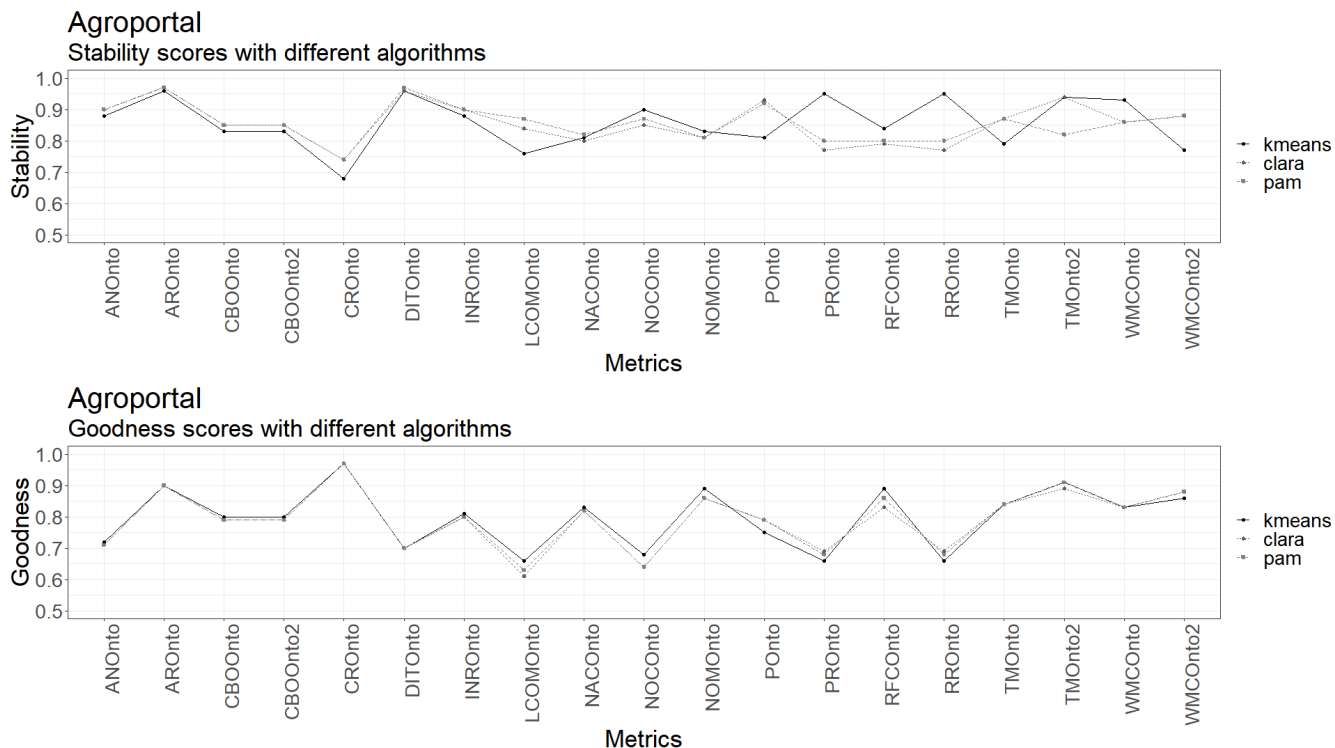 Agroportal
Stability scores with different algorithms
1.0
0.9
0.8
0.7
0.6
0.5
Stability
ANOnto
AROnto
CBOOnto
CBOOnto2
CROnto
DITOnto
INROnto
LCOMOnto
NACOnto
NOCOnto
NOMOnto
POnto
PROnto
RFCOnto
RROnto
TMOnto
TMOnto2
WMCOnto
WMCOnto2
Metrics
kmeans
clara
pam
Agroportal
Goodness scores with different algorithms
1.0
0.9
0.8
0.7
0.6
0.5
Goodness
ANOnto
AROnto
CBOOnto
CBOOnto2
CROnto
DITOnto
INROnto
LCOMOnto
NACOnto
NOCOnto
NOMOnto
POnto
PROnto
RFCOnto
RROnto
TMOnto
TMOnto2
WMCOnto
WMCOnto2
Metrics
kmeans
clara
pam